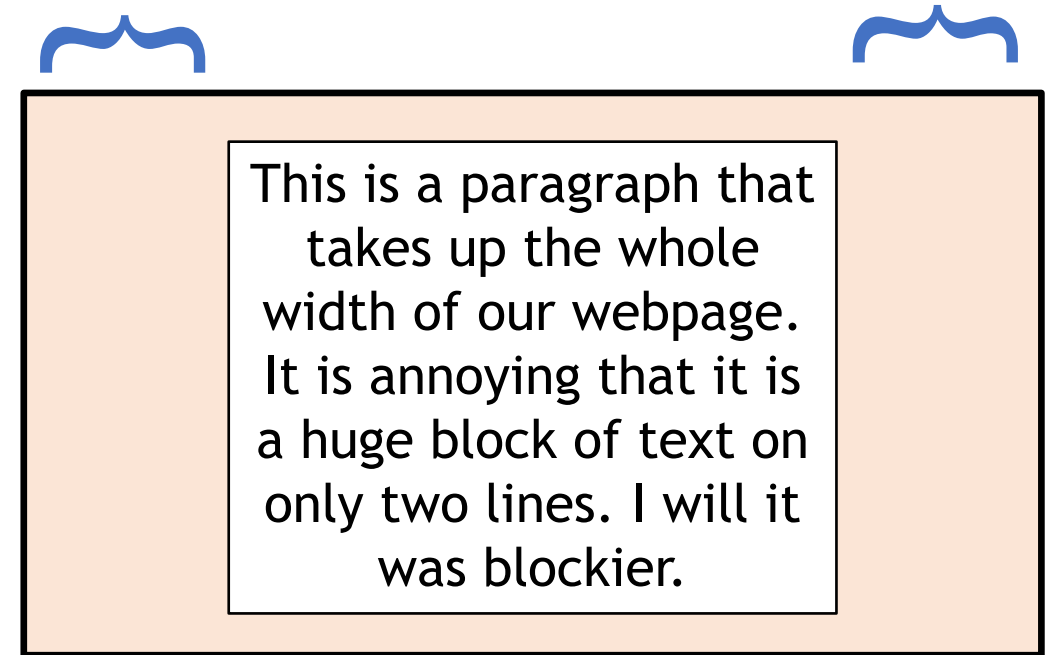 This is a paragraph that
takes up the whole
width of our webpage.
It is annoying that it is
a huge block of text on
only two lines. I will it
was blockier.